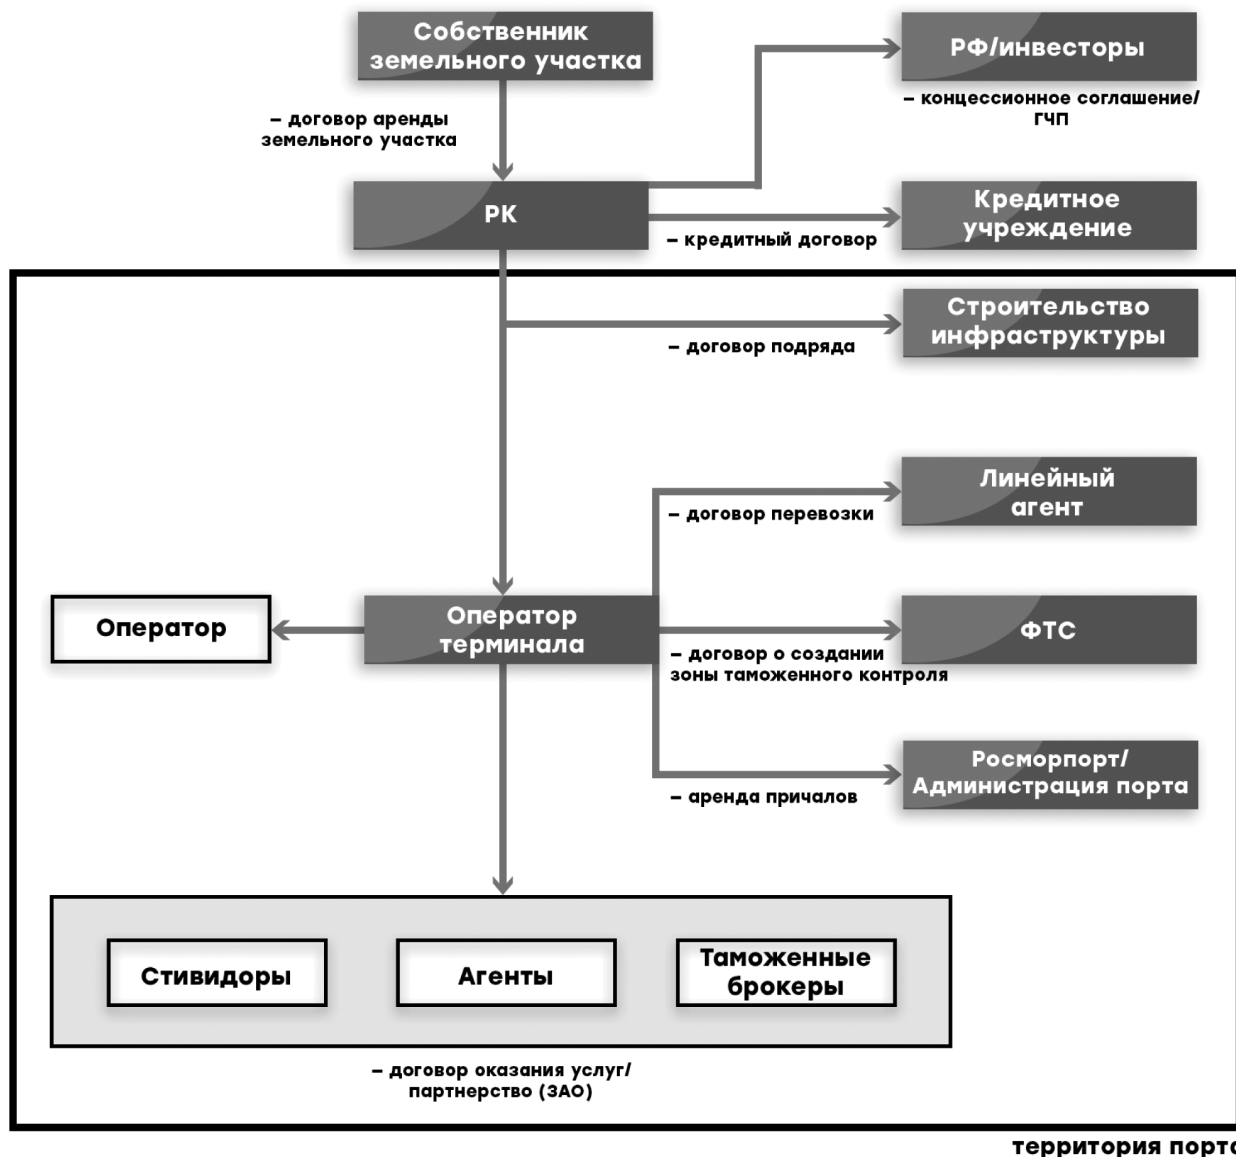 Собственник
земельного участка
РФ/инвесторы
– концессионное соглашение/
ГЧП
– договор аренды
земельного участка
РК
Кредитное
учреждение
– кредитный договор
Строительство
инфраструктуры
– договор подряда
Линейный
агент
– договор перевозки
Оператор
Оператор
терминала
ФТС
– договор о создании
зоны таможенного контроля
Росморпорт/
Администрация порта
– аренда причалов
Стивидоры
Агенты
Таможенные
брокеры
– договор оказания услуг/
партнерство (ЗАО)
территория порта